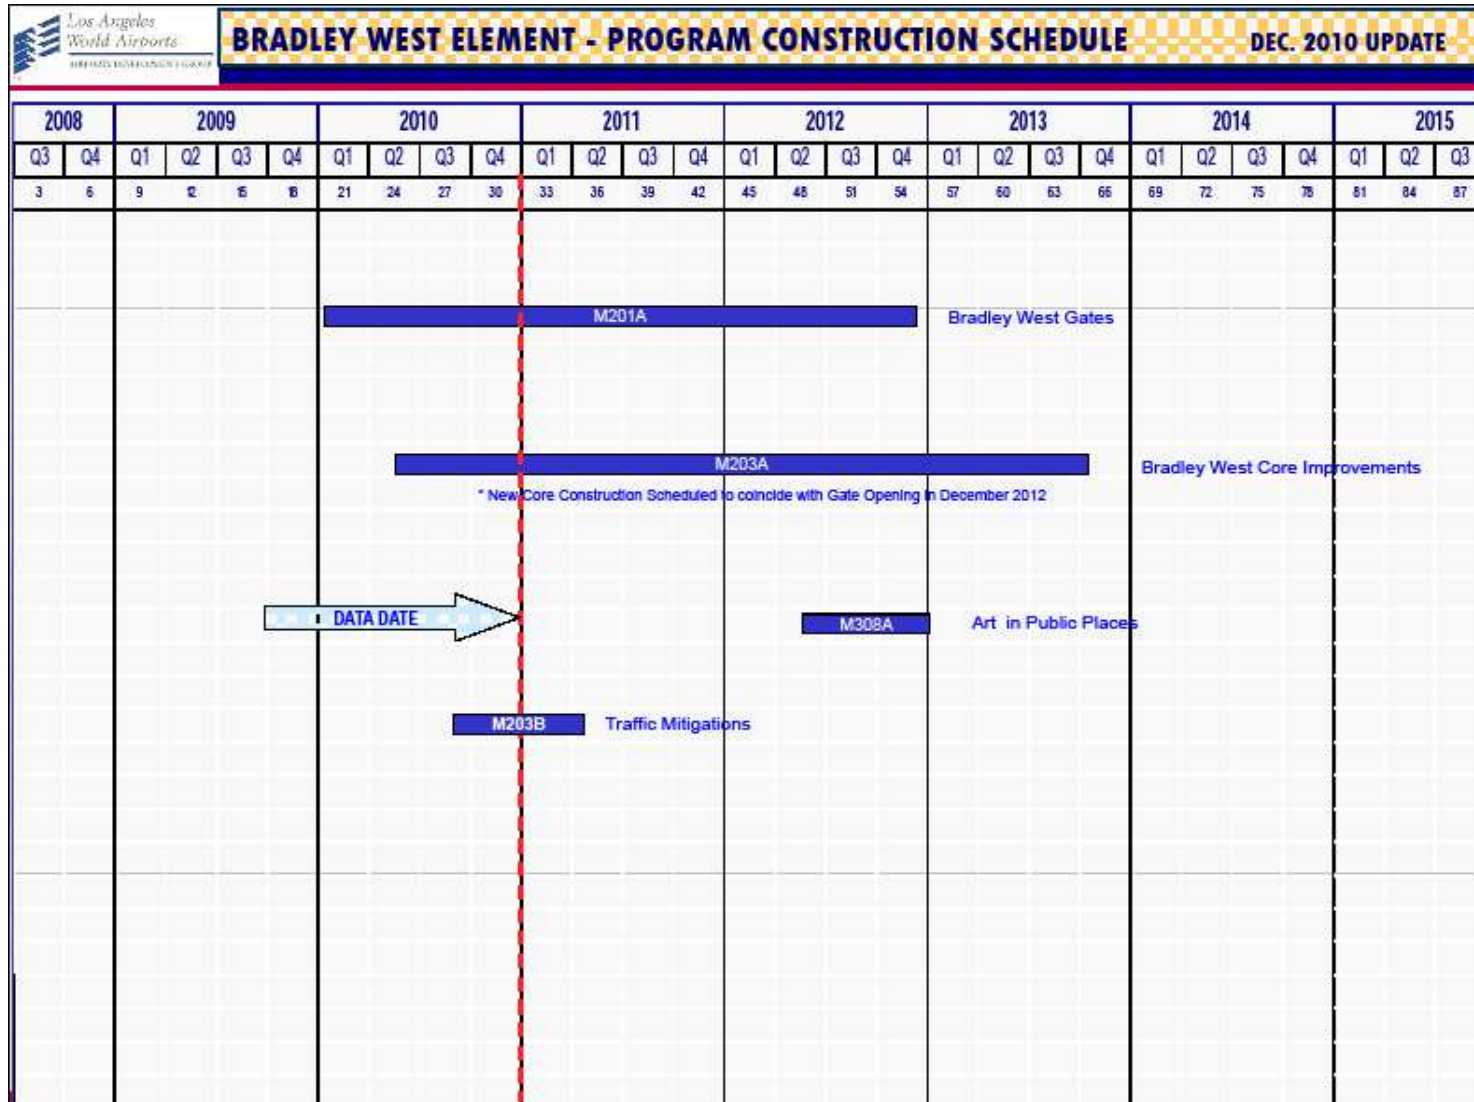 Los Angeles
World Airports
AIRPORTS DEVELOPMENT GROUP
BRADLEY WEST ELEMENT - PROGRAM CONSTRUCTION SCHEDULE DEC. 2010 UPDATE
2008 2009 2010 2011 2012 2013 2014 2015
Q3 Q4 Q1 Q2 Q3 Q4 Q1 Q2 Q3 Q4 Q1 Q2 Q3 Q4 Q1 Q2 Q3 Q4 Q1 Q2 Q3 Q4 Q1 Q2 Q3 Q4 Q1 Q2 Q3
3 6 9 12 15 18 21 24 27 30 33 36 39 42 45 48 51 54 57 60 63 66 69 72 75 78 81 84 87
M201A Bradley West Gates
M203A Bradley West Core Improvements
* New Core Construction Scheduled to coincide with Gate Opening in December 2012
DATA DATE M308A Art in Public Places
M203B Traffic Mitigations